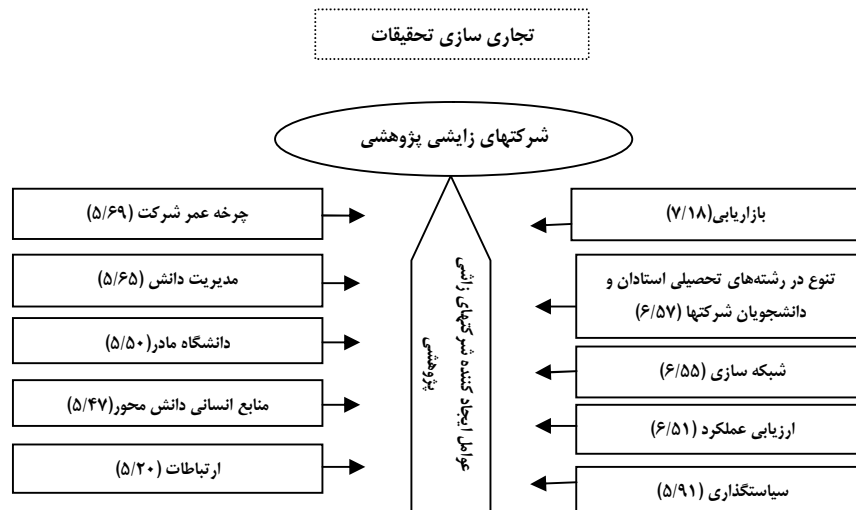 تجاری سازی تحقیقات
شرکتهای زایشی پژوهشی
بازاریابی(۷/۱۸)
تنوع در رشته‌های تحصیلی استادان و
دانشجویان شرکتها (۶/۵۷)
شبکه سازی (۶/۵۵)
ارزیابی عملکرد (۶/۵۱)
سیاستگذاری (۵/۹۱)
عوامل ایجاد کننده شرکتهای زاشی
پژوهشی
چرخه عمر شرکت (۵/۶۹)
مدیریت دانش (۵/۶۵)
دانشگاه مادر(۵/۵۰)
منابع انسانی دانش محور(۵/۴۷)
ارتباطات (۵/۲۰)